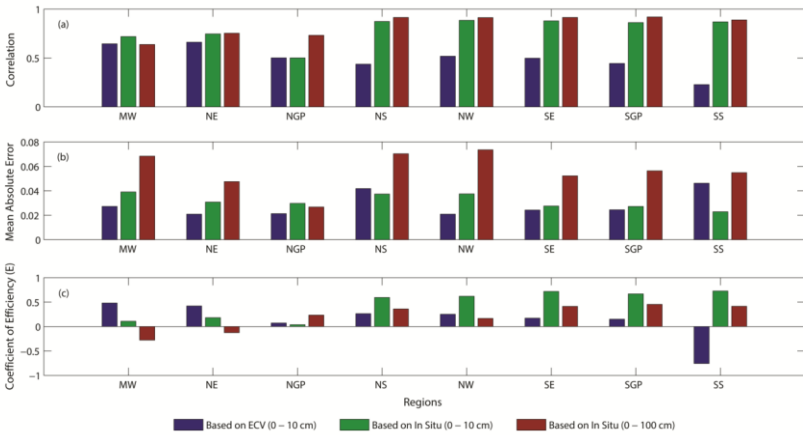 (a)
Correlation
1
0.5
0
MW NE NGP NS NW SE SGP SS
(b)
Mean Absolute Error
0.08
0.06
0.04
0.02
0
MW NE NGP NS NW SE SGP SS
(c)
Coefficient of Efficiency (E)
1
0.5
0
−0.5
−1
MW NE NGP NS NW SE SGP SS
Regions
Based on ECV (0 – 10 cm) Based on In Situ (0 – 10 cm) Based on In Situ (0 – 100 cm)